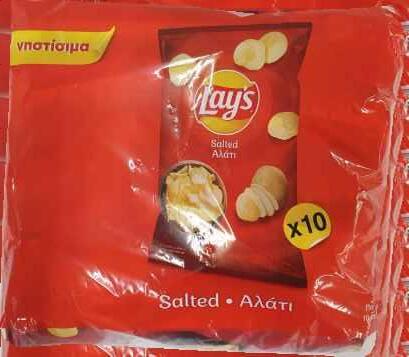 νηστίσιμα
Lay's
Salted
Αλάτι
x10
Salted • Αλάτι